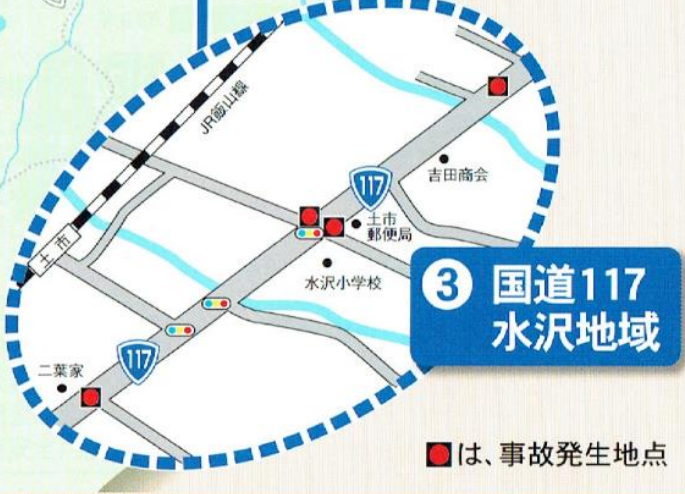 JR飯山線
117
吉田商会
土市
郵便局
土市
水沢小学校
3 国道117
水沢地域
117
二葉家
は、事故発生地点